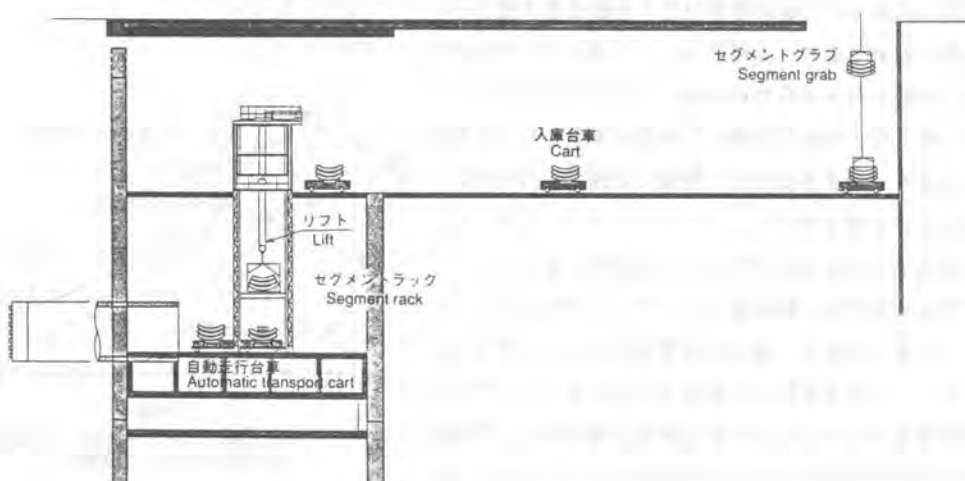 セグメントグラブ
Segment grab
入庫台車
Cart
リフト
Lift
セグメントラック
Segment rack
自動走行台車
Automatic transport cart